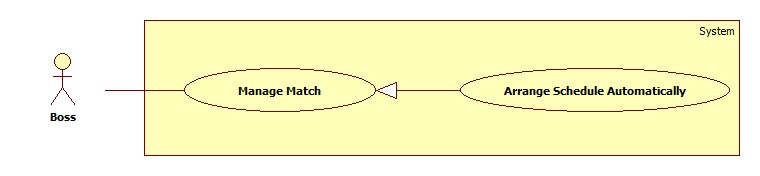 System
Boss
Manage Match
Arrange Schedule Automatically